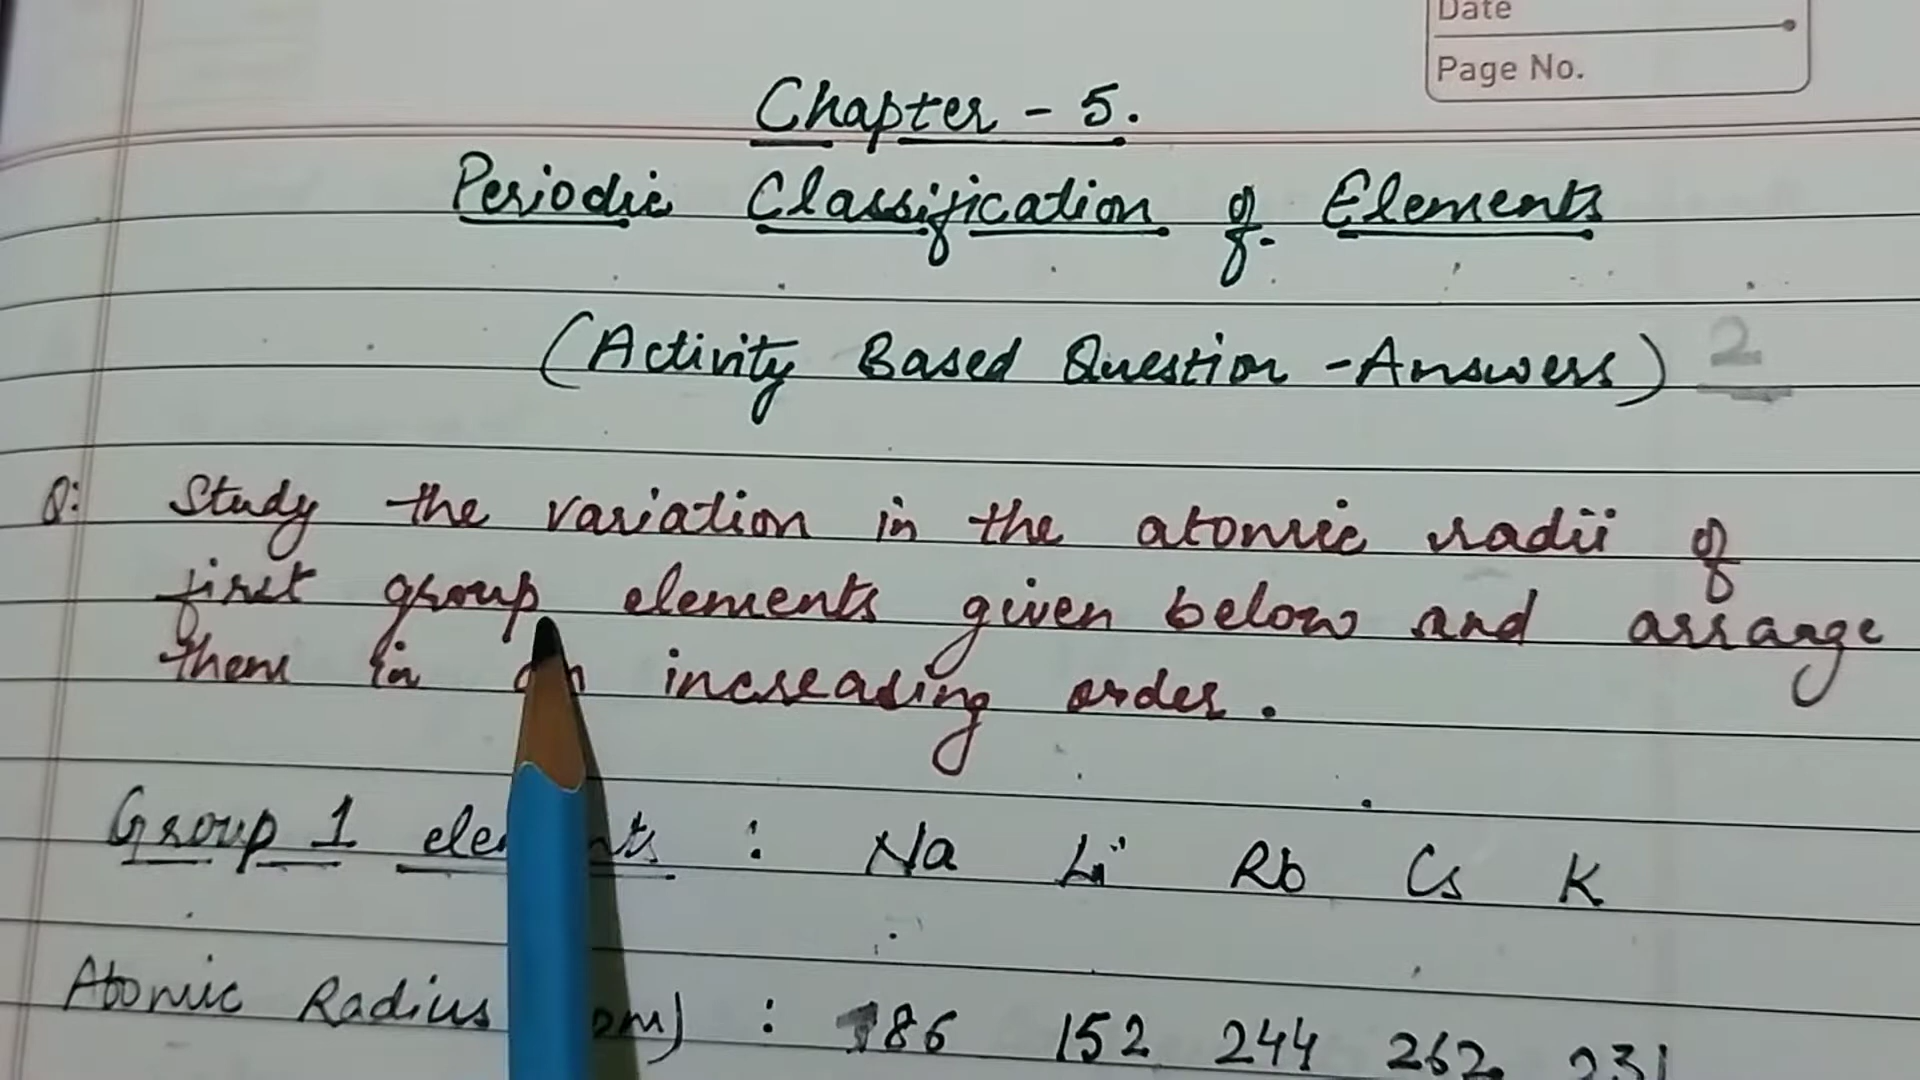 Date
Page No.
Chapter - 5.
Periodic Classification of Elements
(Activity Based Question - Answers) 2
Q: Study the variation in the atomic radii of
first group elements given below and arrange
them in an increasing order.
Group 1 : Na Li Rb Cs K
Atomic Radius : 186 152 244 262 231